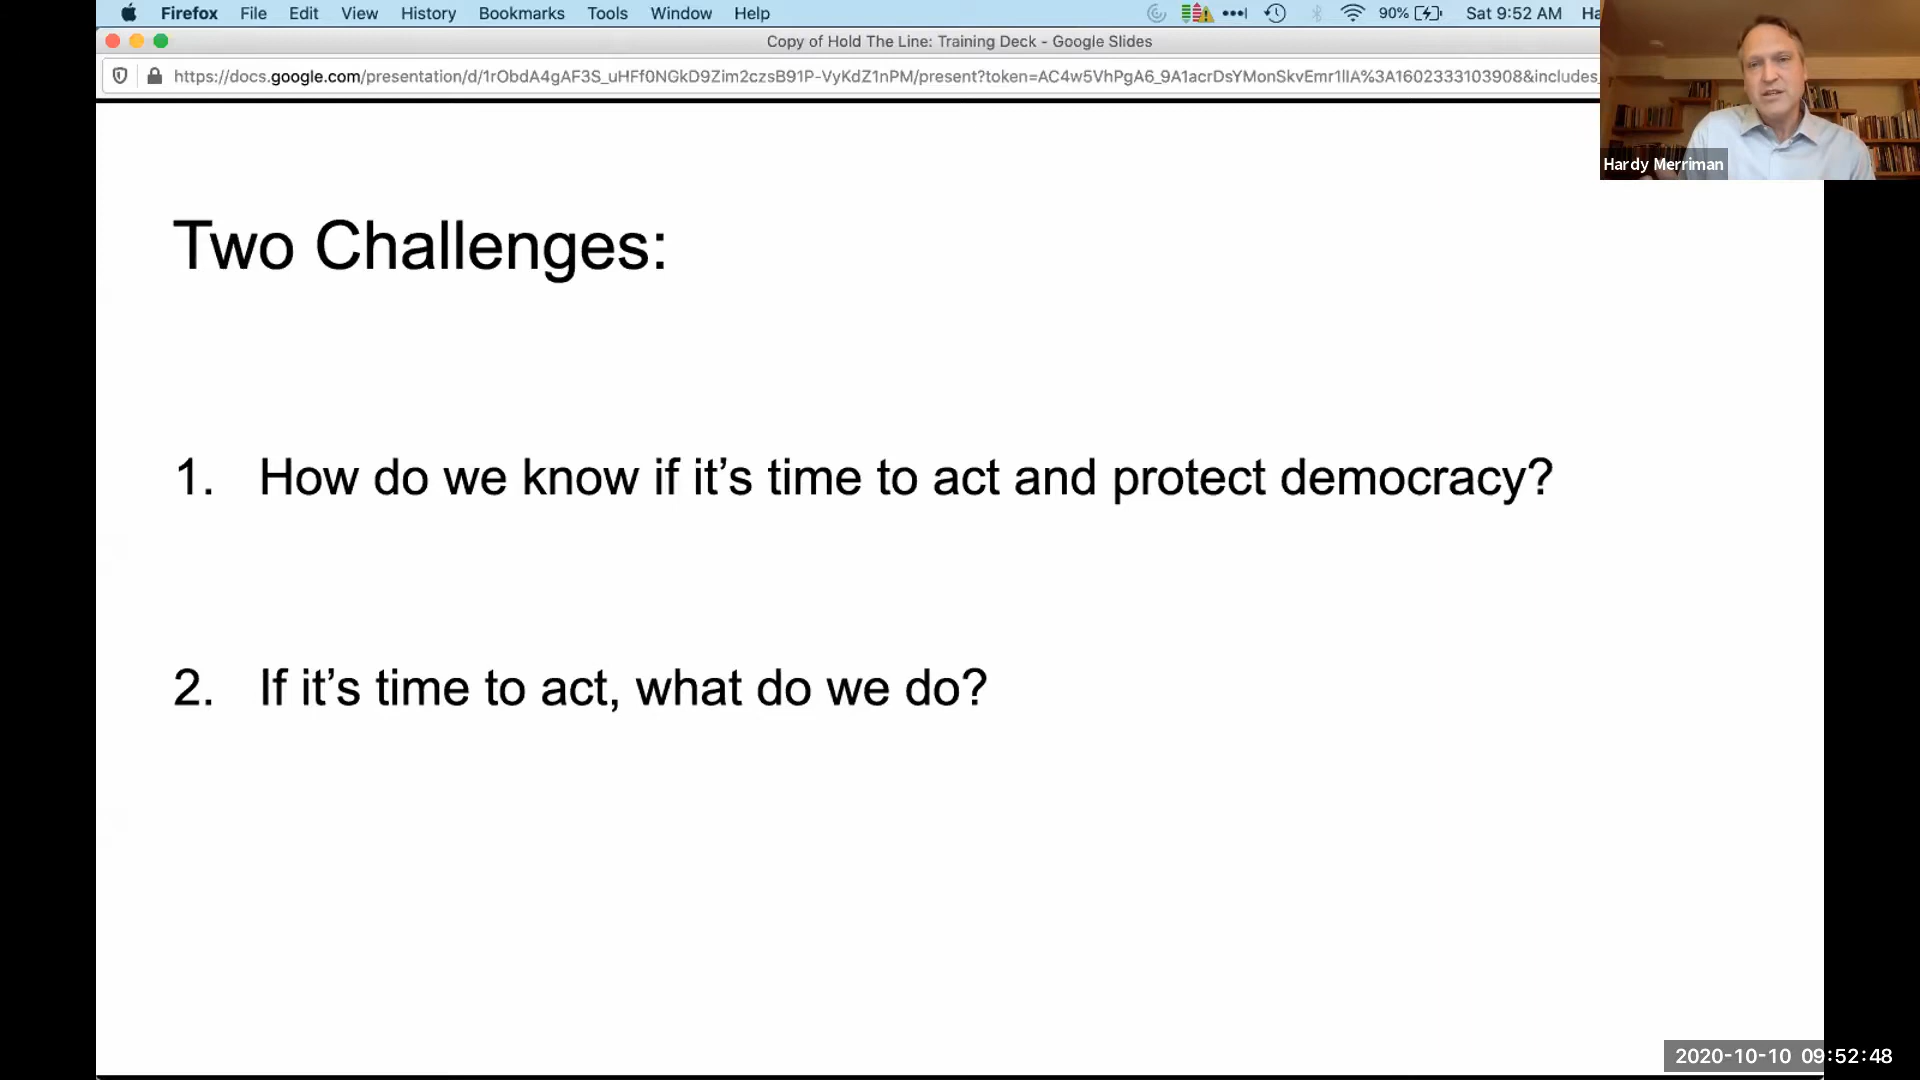 Firefox File Edit View History Bookmarks Tools Window Help 90% Sat 9:52 AM Ha
Copy of Hold The Line: Training Deck - Google Slides
https://docs.google.com/presentation/d/1rObdA4gAF3S_uHFf0NGkD9Zim2czsB91P-VyKdZ1nPM/present?token=AC4w5VhPgA6_9A1acrDsYMonSkvEmr1lIA%3A1602333103908&includes_
Hardy Merriman
Two Challenges:
1. How do we know if it’s time to act and protect democracy?
2. If it’s time to act, what do we do?
2020-10-10 09:52:48